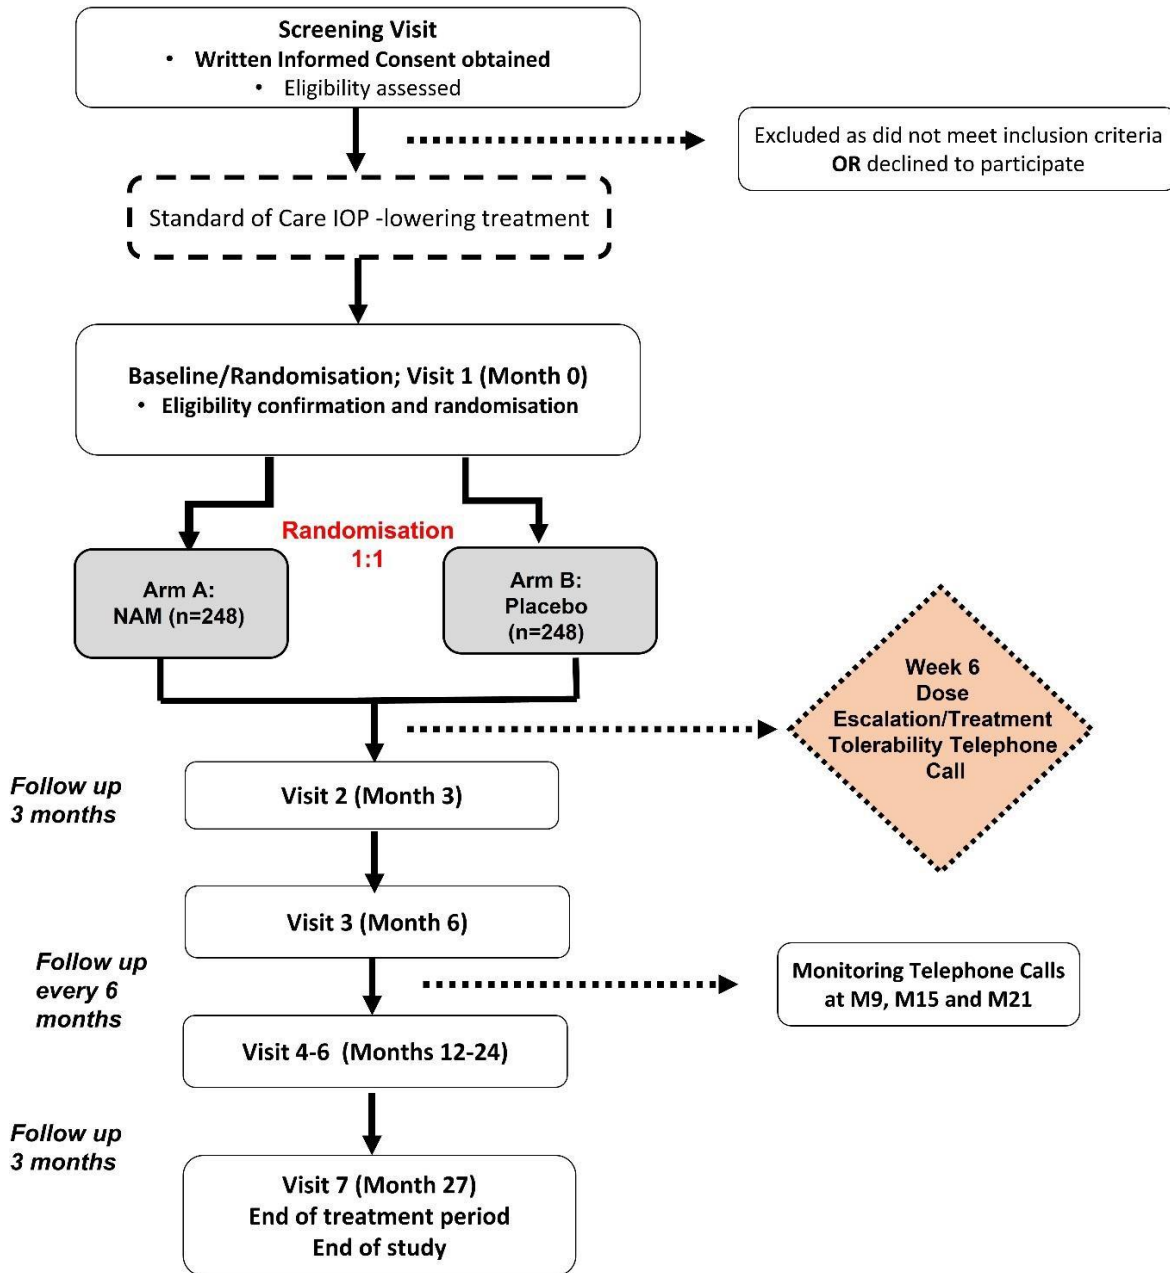 Screening Visit
• Written Informed Consent obtained
• Eligibility assessed
Excluded as did not meet inclusion criteria
OR declined to participate
Standard of Care IOP -lowering treatment
Baseline/Randomisation; Visit 1 (Month 0)
• Eligibility confirmation and randomisation
Randomisation
1:1
Arm A:
NAM (n=248)
Arm B:
Placebo
(n=248)
Week 6
Dose
Escalation/Treatment
Tolerability Telephone
Call
Follow up
3 months
Visit 2 (Month 3)
Visit 3 (Month 6)
Follow up
every 6
months
Monitoring Telephone Calls
at M9, M15 and M21
Visit 4-6 (Months 12-24)
Follow up
3 months
Visit 7 (Month 27)
End of treatment period
End of study